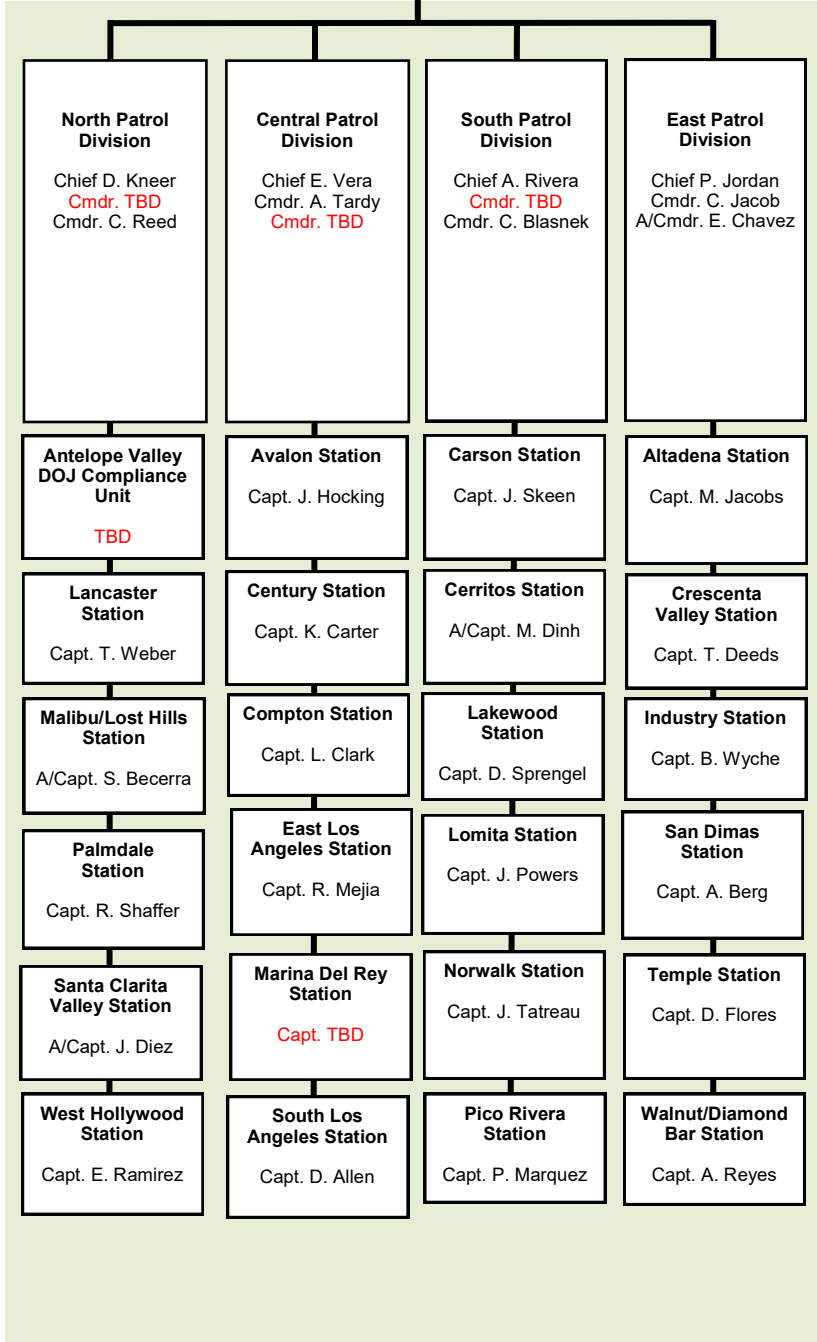 North Patrol
Division
Chief D. Kneer
Cmdr. TBD
Cmdr. C. Reed
Antelope Valley
DOJ Compliance
Unit
TBD
Lancaster
Station
Capt. T. Weber
Malibu/Lost Hills
Station
A/Capt. S. Becerra
Palmdale
Station
Capt. R. Shaffer
Santa Clarita
Valley Station
A/Capt. J. Diez
West Hollywood
Station
Capt. E. Ramirez
Central Patrol
Division
Chief E. Vera
Cmdr. A. Tardy
Cmdr. TBD
Avalon Station
Capt. J. Hocking
Century Station
Capt. K. Carter
Compton Station
Capt. L. Clark
East Los
Angeles Station
Capt. R. Mejia
Marina Del Rey
Station
Capt. TBD
South Los
Angeles Station
Capt. D. Allen
South Patrol
Division
Chief A. Rivera
Cmdr. TBD
Cmdr. C. Blasnek
Carson Station
Capt. J. Skeen
Cerritos Station
A/Capt. M. Dinh
Lakewood
Station
Capt. D. Sprengel
Lomita Station
Capt. J. Powers
Norwalk Station
Capt. J. Tatreau
Pico Rivera
Station
Capt. P. Marquez
East Patrol
Division
Chief P. Jordan
Cmdr. C. Jacob
A/Cmdr. E. Chavez
Altadena Station
Capt. M. Jacobs
Crescenta
Valley Station
Capt. T. Deeds
Industry Station
Capt. B. Wyche
San Dimas
Station
Capt. A. Berg
Temple Station
Capt. D. Flores
Walnut/Diamond
Bar Station
Capt. A. Reyes